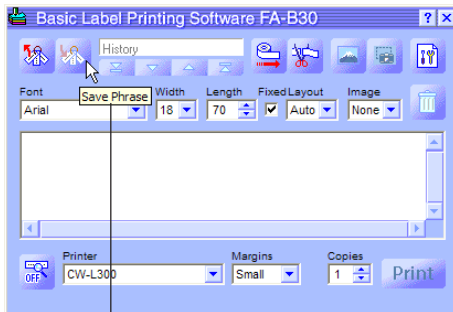 Basic Label Printing Software FA-B30
? ×
History
Save Phrase
Font Width Length Fixed Layout Image
Arial 18 70 Auto None
Printer Margins Copies
OFF CW-L300 Small 1 Print